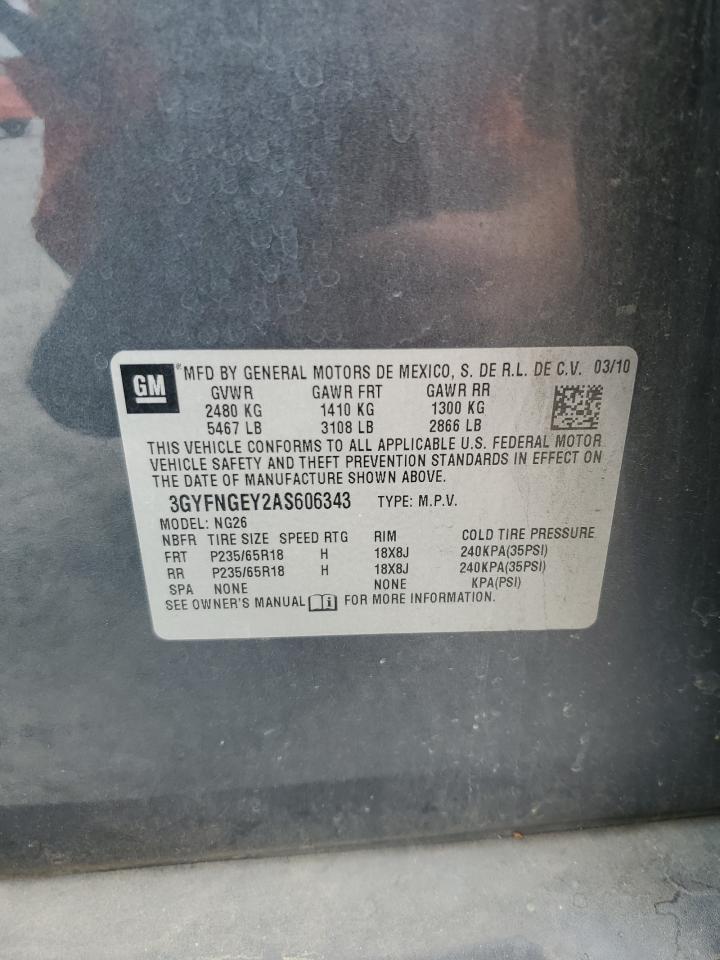 GM MFD BY GENERAL MOTORS DE MEXICO, S. DE R.L. DE C.V. 03/10
GVWR GAWR FRT GAWR RR
2480 KG 1410 KG 1300 KG
5467 LB 3108 LB 2866 LB
THIS VEHICLE CONFORMS TO ALL APPLICABLE U.S. FEDERAL MOTOR
VEHICLE SAFETY AND THEFT PREVENTION STANDARDS IN EFFECT ON
THE DATE OF MANUFACTURE SHOWN ABOVE.
3GYFNGEY2AS606343 TYPE: M.P.V.
MODEL: NG26
NBFR TIRE SIZE SPEED RTG RIM COLD TIRE PRESSURE
FRT P235/65R18 H 18X8J 240KPA(35PSI)
RR P235/65R18 H 18X8J 240KPA(35PSI)
SPA NONE NONE KPA(PSI)
SEE OWNER'S MANUAL i FOR MORE INFORMATION.